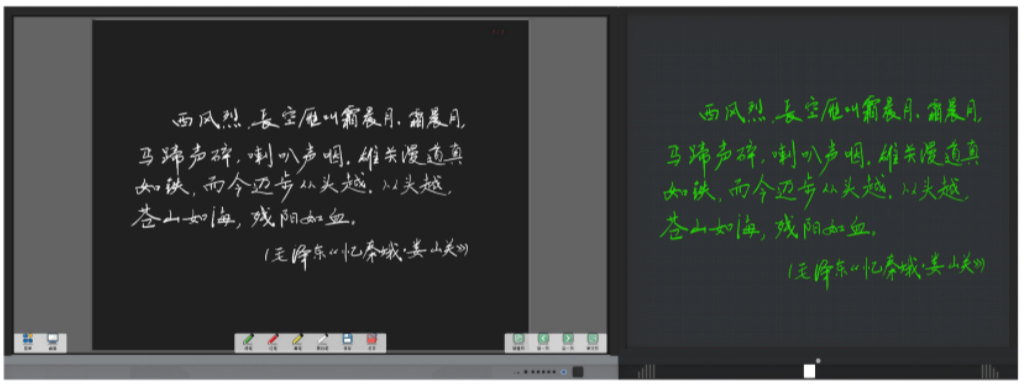 西风烈,長空雁叫霜晨月.霜晨月,
马蹄声碎,喇叭声咽.雄关漫道真
如铁,而今迈步从头越.从头越,
苍山如海,残阳如血.
(毛泽东《忆秦娥·娄山关》)
西风烈,長空雁叫霜晨月.霜晨月,
马蹄声碎,喇叭声咽.雄关漫道真
如铁,而今迈步从头越.从头越,
苍山如海,残阳如血.
(毛泽东《忆秦娥·娄山关》)